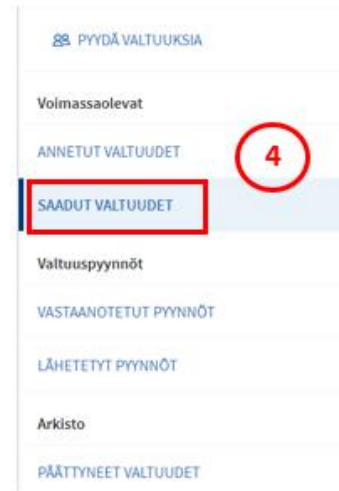 PYYDÄ VALTUUKSIA
Voimassaolevat
ANNETUT VALTUUDET
4
SAADUT VALTUUDET
Valtuuspyynnöt
VASTAANOTETUT PYYNNÖT
LÄHETETYT PYYNNÖT
Arkisto
PÄÄTTYNEET VALTUUDET